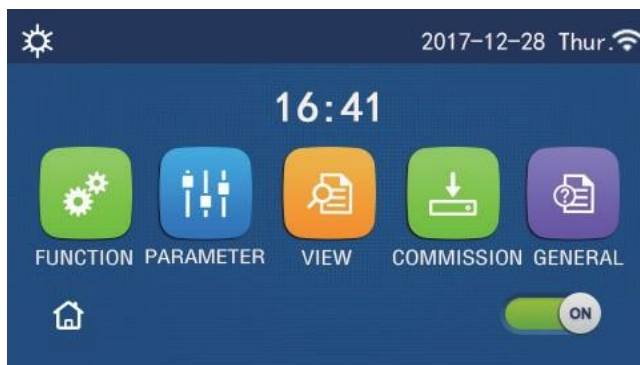 2017-12-28 Thur.
16:41
FUNCTION PARAMETER VIEW COMMISSION GENERAL
ON